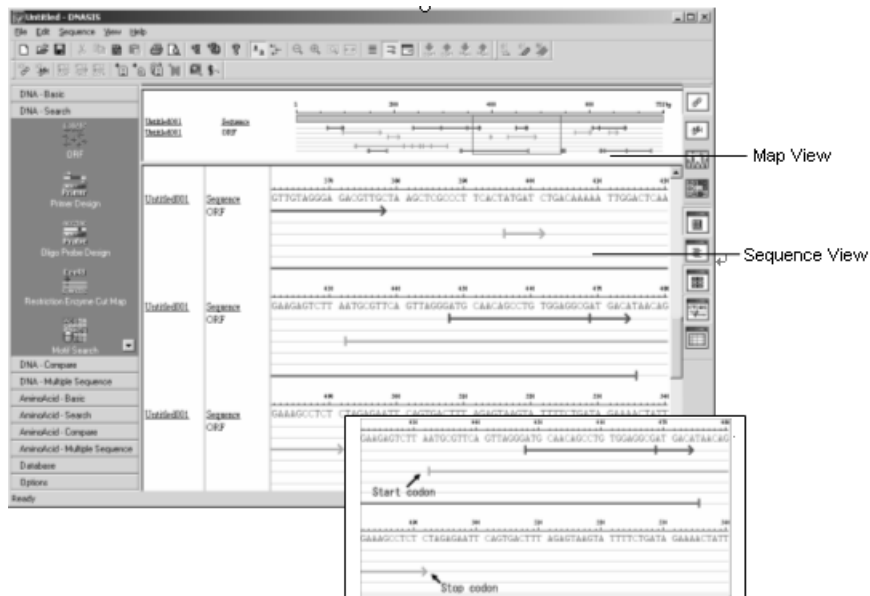 Untitled - DNASIS
File Edit Sequence View Help
DNA - Basic
DNA - Search
ORF
Primer Design
Oligo Probe Design
Restriction Enzyme Cut Map
Motif Search
DNA - Compare
DNA - Multiple Sequence
AminoAcid - Basic
AminoAcid - Search
AminoAcid - Compare
AminoAcid - Multiple Sequence
Database
Options
Ready
Untitled001 Sequence
Untitled001 ORF
Map View
Untitled001 Sequence GTTGTAGGGA GACGTTGCTA AGCTCGCCCT TCACTATGAT CTGACAAAAA TTGGACTCAA
ORF
Sequence View
Untitled001 Sequence GAAGAGTCTT AATGCGTTCA GTTAGGGATG CAACAGCCTG TGGAGGCGAT GACATAACAG
ORF
Untitled001 Sequence GAAAGCCTCT CTAGAGAATT CAGTGACTTT AGAGTAAGTA TTTTCTGATA GAAAACTATT
ORF
GAAGAGTCTT AATGCGTTCA GTTAGGGATG CAACAGCCTG TGGAGGCGAT GACATAACAG
Start codon
GAAAGCCTCT CTAGAGAATT CAGTGACTTT AGAGTAAGTA TTTTCTGATA GAAAACTATT
Stop codon